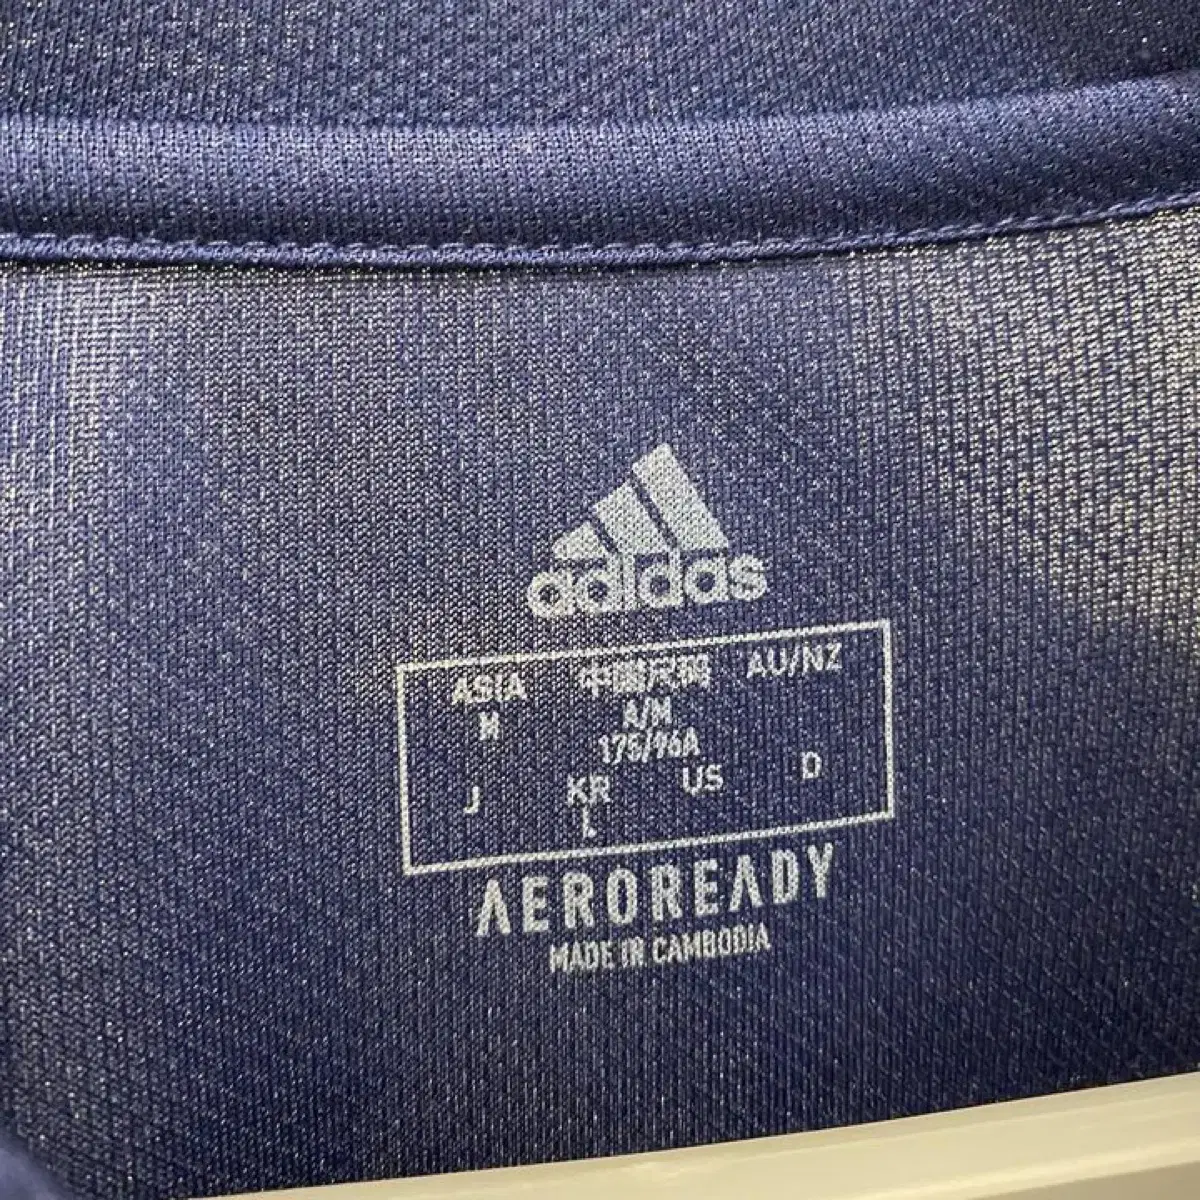 adidas
ASIA 中国尺码 AU/NZ
M A/M
175/96A
J KR US D
L
AEROREADY
MADE IN CAMBODIA